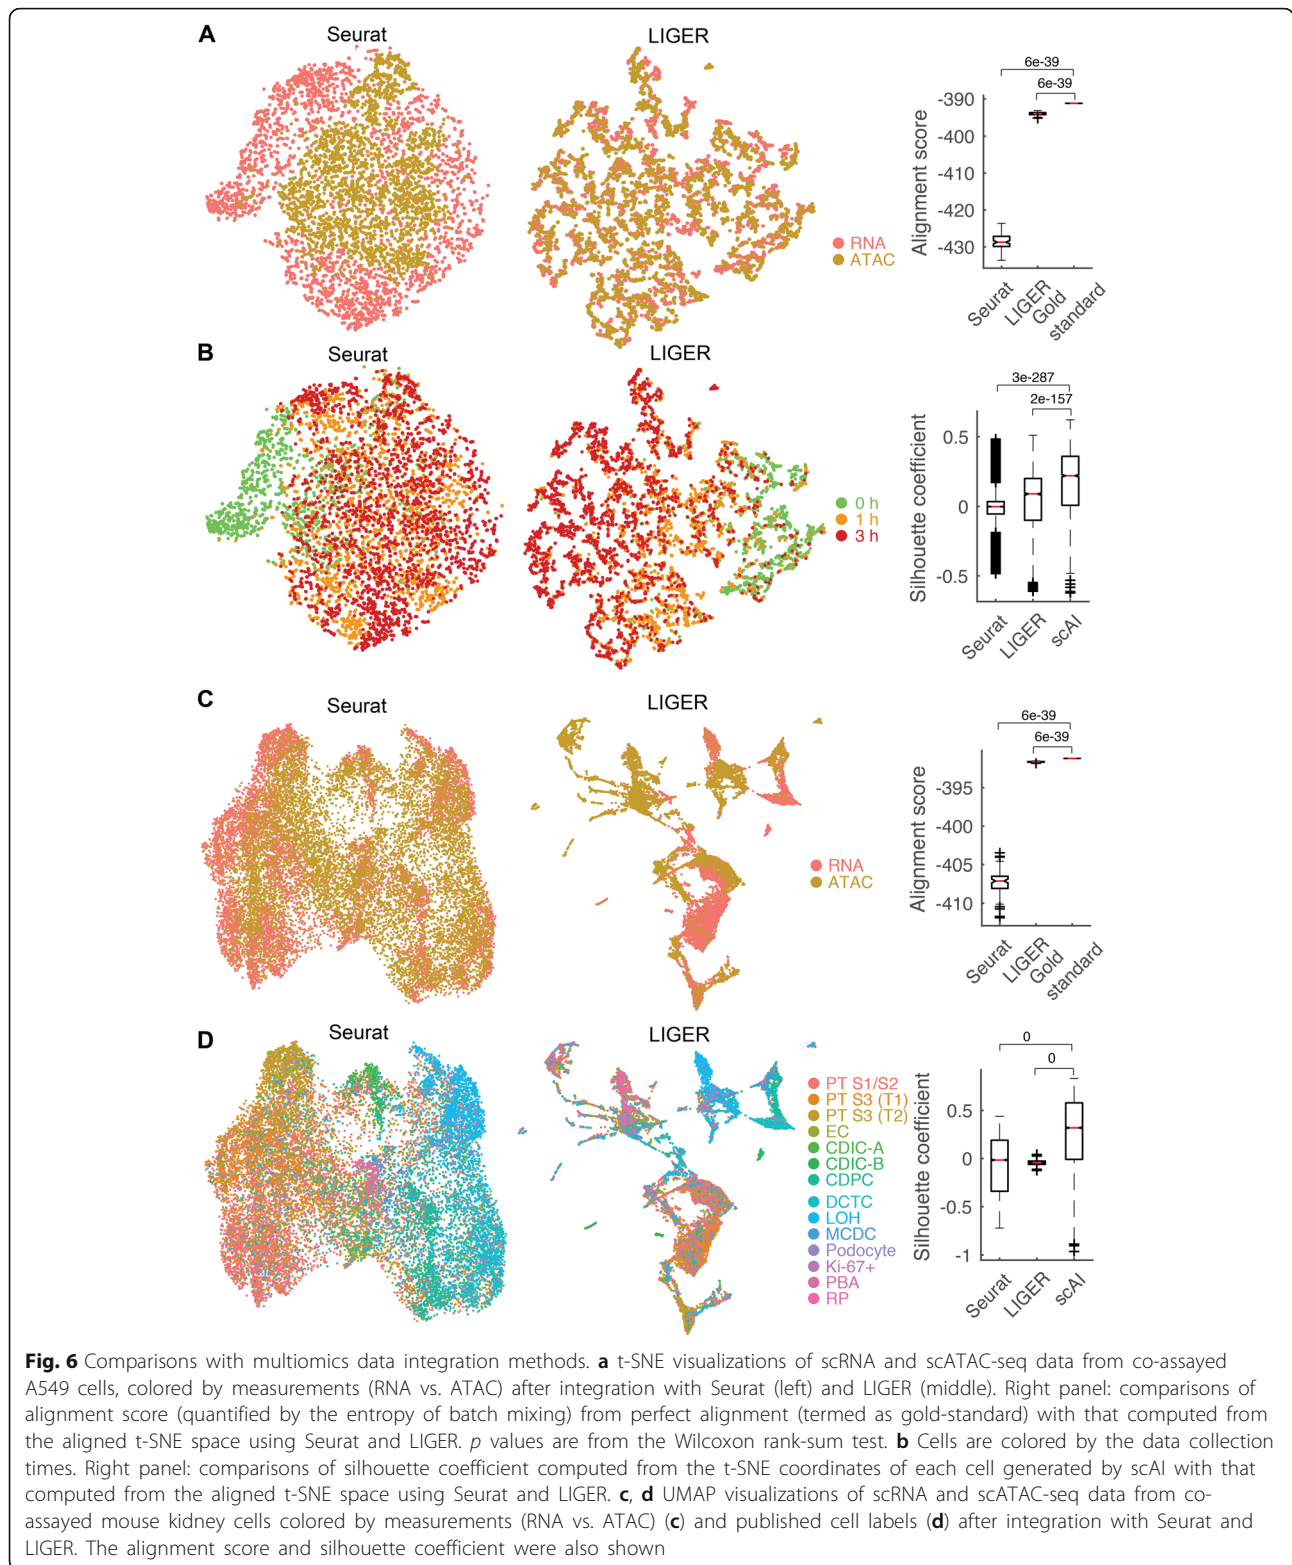 A
Seurat
LIGER
RNA
ATAC
6e-39
6e-39
Alignment score
-390
-400
-410
-420
-430
Seurat
LIGER
Gold
standard
B
Seurat
LIGER
0 h
1 h
3 h
3e-287
2e-157
Silhouette coefficient
0.5
0
-0.5
Seurat
LIGER
scAI
C
Seurat
LIGER
RNA
ATAC
6e-39
6e-39
Alignment score
-395
-400
-405
-410
Seurat
LIGER
Gold
standard
D
Seurat
LIGER
PT S1/S2
PT S3 (T1)
PT S3 (T2)
EC
CDIC-A
CDIC-B
CDPC
DCTC
LOH
MCDC
Podocyte
Ki-67+
PBA
RP
0
0
Silhouette coefficient
0.5
0
-0.5
-1
Seurat
LIGER
scAI
Fig. 6 Comparisons with multiomics data integration methods. a t-SNE visualizations of scRNA and scATAC-seq data from co-assayed
A549 cells, colored by measurements (RNA vs. ATAC) after integration with Seurat (left) and LIGER (middle). Right panel: comparisons of
alignment score (quantified by the entropy of batch mixing) from perfect alignment (termed as gold-standard) with that computed from
the aligned t-SNE space using Seurat and LIGER. p values are from the Wilcoxon rank-sum test. b Cells are colored by the data collection
times. Right panel: comparisons of silhouette coefficient computed from the t-SNE coordinates of each cell generated by scAI with that
computed from the aligned t-SNE space using Seurat and LIGER. c, d UMAP visualizations of scRNA and scATAC-seq data from co-
assayed mouse kidney cells colored by measurements (RNA vs. ATAC) (c) and published cell labels (d) after integration with Seurat and
LIGER. The alignment score and silhouette coefficient were also shown